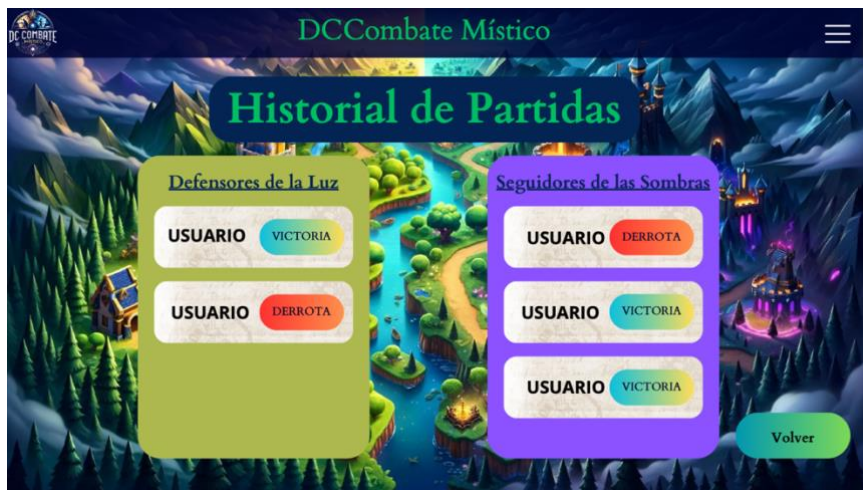 DC COMBATE
MÍSTICO
DCCombate Místico
Historial de Partidas
Defensores de la Luz
USUARIO VICTORIA
USUARIO DERROTA
Seguidores de las Sombras
USUARIO DERROTA
USUARIO VICTORIA
USUARIO VICTORIA
Volver